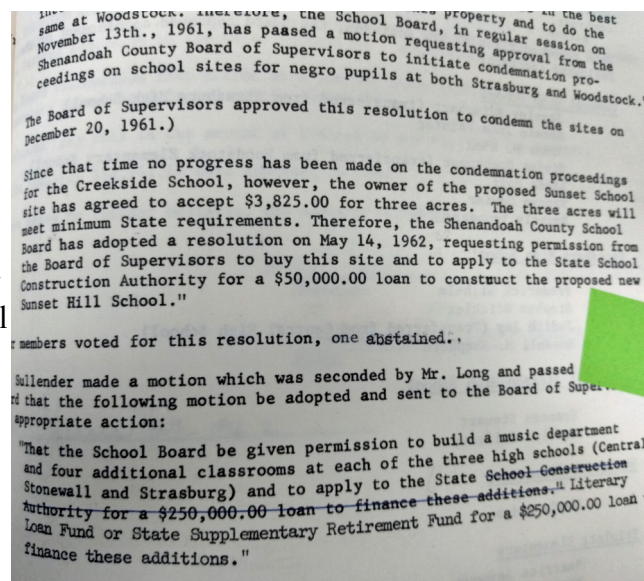 same at Woodstock. Therefore, the School Board, in regular session on
November 13th., 1961, has paased a motion requesting approval from the
Shenandoah County Board of Supervisors to initiate condemnation pro-
ceedings on school sites for negro pupils at both Strasburg and Woodstock."
The Board of Supervisors approved this resolution to condemn the sites on
December 20, 1961.)
Since that time no progress has been made on the condemnation proceedings
for the Creekside School, however, the owner of the proposed Sunset School
site has agreed to accept $3,825.00 for three acres. The three acres will
meet minimum State requirements. Therefore, the Shenandoah County School
Board has adopted a resolution on May 14, 1962, requesting permission from
the Board of Supervisors to buy this site and to apply to the State School
Construction Authority for a $50,000.00 loan to construct the proposed new
Sunset Hill School."
members voted for this resolution, one abstained.
Sullender made a motion which was seconded by Mr. Long and passed
that the following motion be adopted and sent to the Board of
appropriate action:
"That the School Board be given permission to build a music department
and four additional classrooms at each of the three high schools (Central
Stonewall and Strasburg) and to apply to the State School Construction
Authority for a $250,000.00 loan to finance these additions." Literary
Loan Fund or State Supplementary Retirement Fund for a $250,000.00 loan
finance these additions."